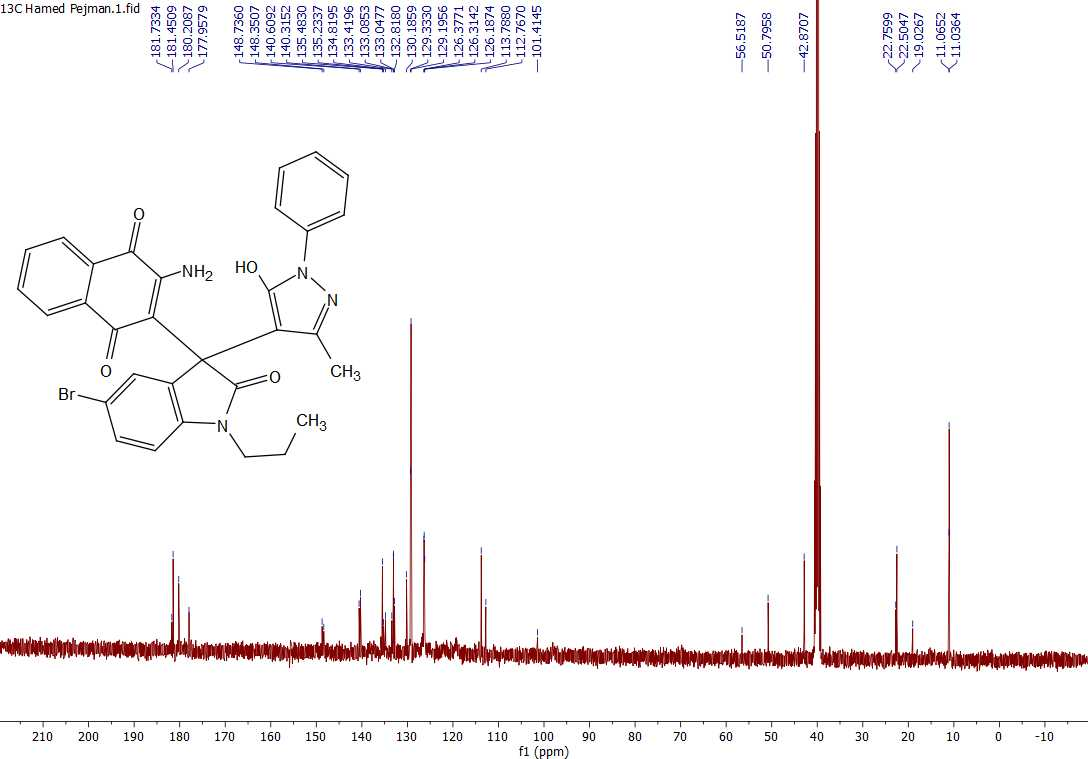 13C Hamed Pejman.1.fid
181.7334
181.4509
180.2087
177.9579
148.7360
148.3507
140.6092
140.3152
135.4830
135.2337
134.8195
133.4196
133.0853
133.0477
132.8180
130.1859
129.3330
129.1956
126.3771
126.3142
126.1874
113.7880
112.7670
101.4145
56.5187
50.7958
42.8707
22.7599
22.5047
19.0267
11.0652
11.0364
O
NH2
HO
N
N
O
CH3
O
Br
N
CH3
210 200 190 180 170 160 150 140 130 120 110 100 90 80 70 60 50 40 30 20 10 0 -10
f1 (ppm)